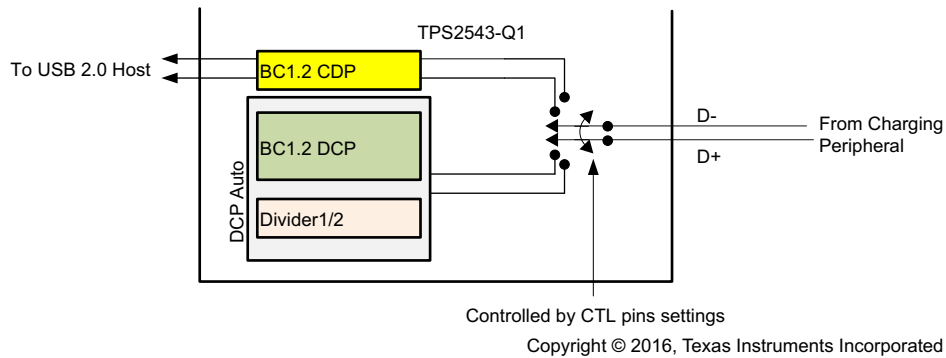 TPS2543-Q1
To USB 2.0 Host
BC1.2 CDP
D-
From Charging
Peripheral
D+
BC1.2 DCP
DCP Auto
Divider1/2
Controlled by CTL pins settings
Copyright © 2016, Texas Instruments Incorporated